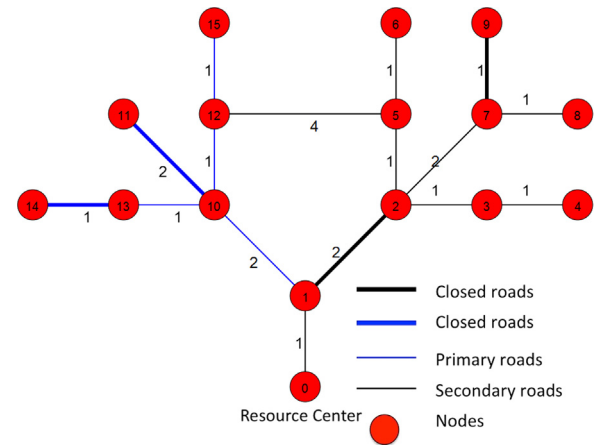 15 6 9
1 1 1 1
11 12 5 7 8
4
2 1 1 2
1 1
14 13 10 2 3 4
1 1
2 2
1
Closed roads
Closed roads
1
Primary roads
0 Secondary roads
Resource Center
Nodes